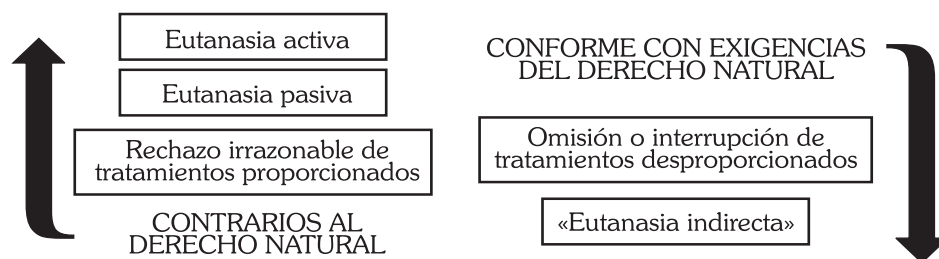 Eutanasia activa
Eutanasia pasiva
Rechazo irrazonable de
tratamientos proporcionados
CONTRARIOS AL
DERECHO NATURAL
CONFORME CON EXIGENCIAS
DEL DERECHO NATURAL
Omisión o interrupción de
tratamientos desproporcionados
«Eutanasia indirecta»